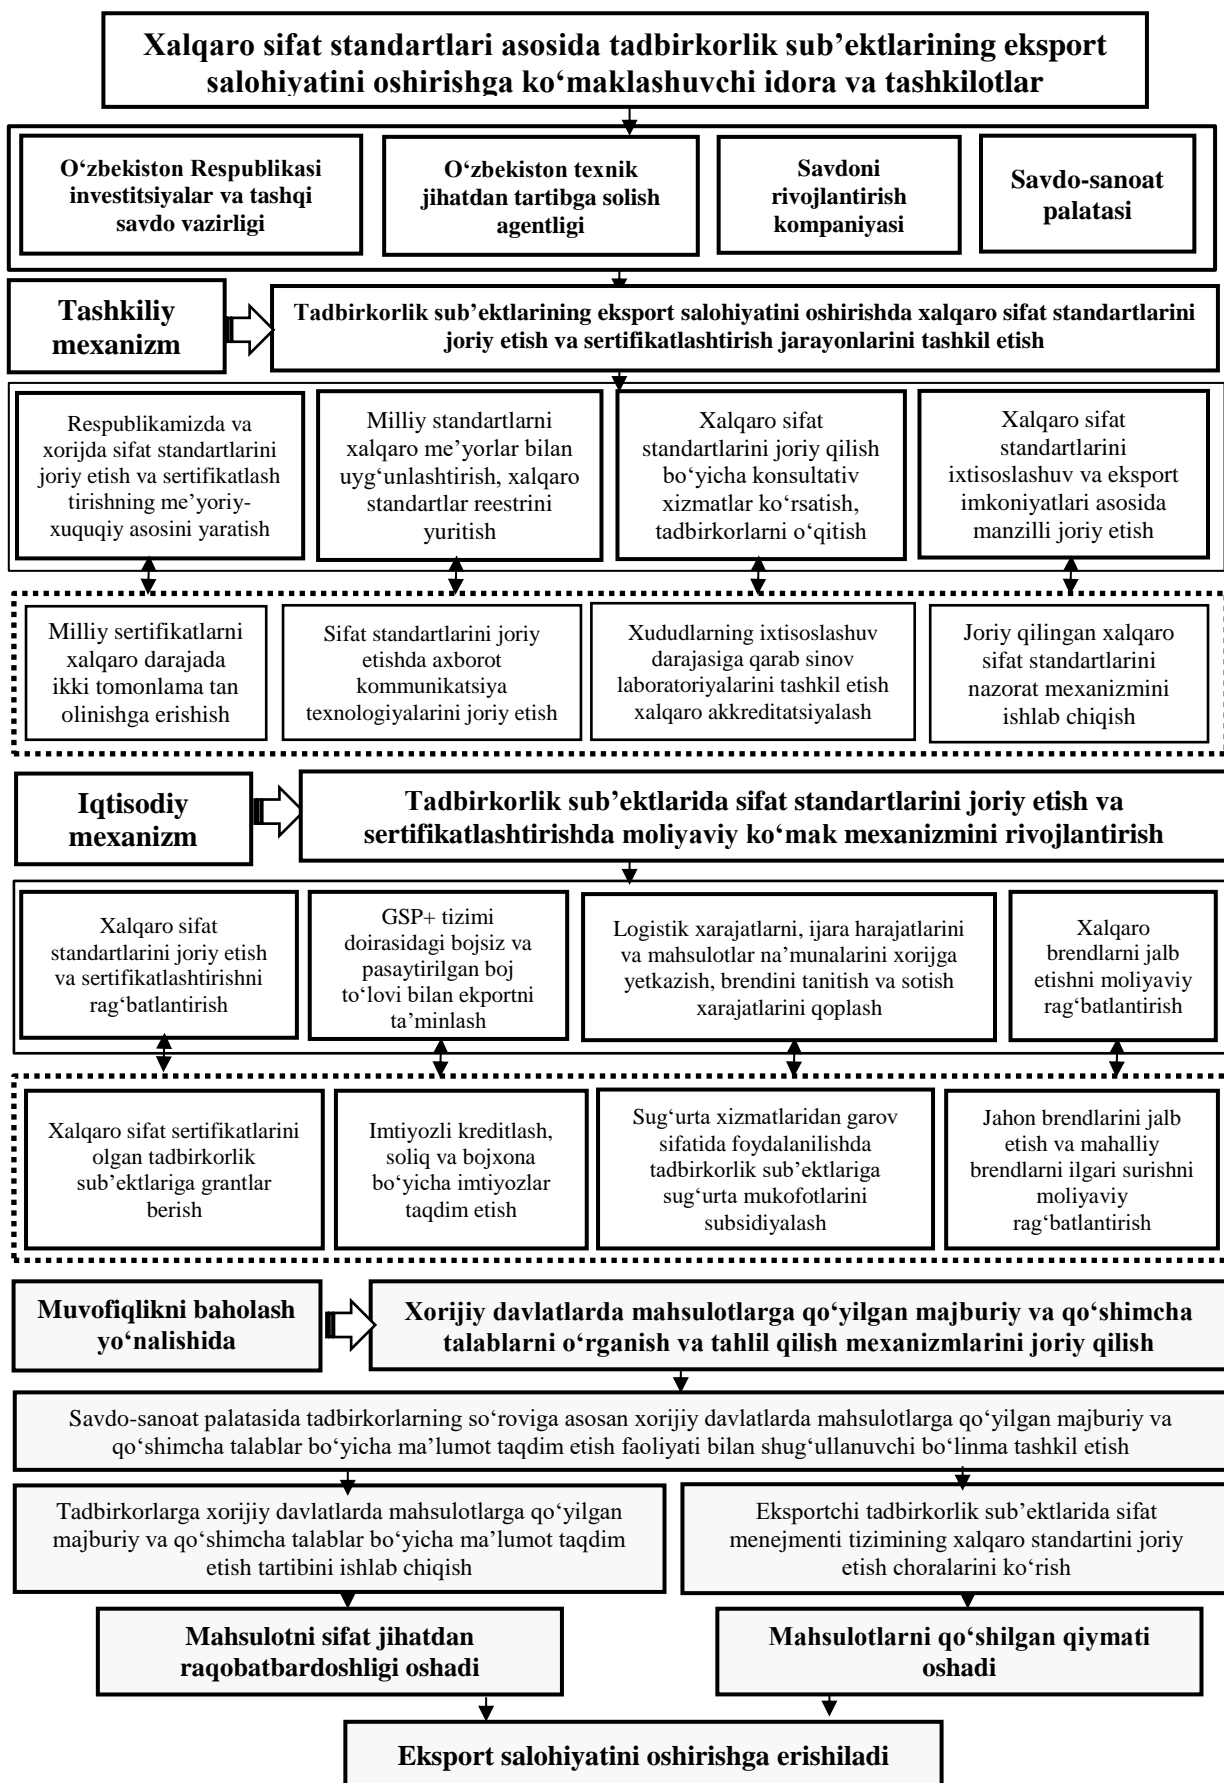 Xalqaro sifat standartlari asosida tadbirkorlik sub’ektlarining eksport
salohiyatini oshirishga ko‘maklashuvchi idora va tashkilotlar
O‘zbekiston Respublikasi
investitsiyalar va tashqi
savdo vazirligi
O‘zbekiston texnik
jihatdan tartibga solish
agentligi
Savdoni
rivojlantirish
kompaniyasi
Savdo-sanoat
palatasi
Tashkiliy
mexanizm
Tadbirkorlik sub’ektlarining eksport salohiyatini oshirishda xalqaro sifat standartlarini
joriy etish va sertifikatlashtirish jarayonlarini tashkil etish
Respublikamizda va
xorijda sifat standartlarini
joriy etish va sertifikatlash
tirishning me’yoriy-
xuquqiy asosini yaratish
Milliy standartlarni
xalqaro me’yorlar bilan
uyg‘unlashtirish, xalqaro
standartlar reestrini
yuritish
Xalqaro sifat
standartlarini joriy qilish
bo‘yicha konsultativ
xizmatlar ko‘rsatish,
tadbirkorlarni o‘qitish
Xalqaro sifat
standartlarini
ixtisoslashuv va eksport
imkoniyatlari asosida
manzilli joriy etish
Milliy sertifikatlarni
xalqaro darajada
ikki tomonlama tan
olinishga erishish
Sifat standartlarini joriy
etishda axborot
kommunikatsiya
texnologiyalarini joriy etish
Xududlarning ixtisoslashuv
darajasiga qarab sinov
laboratoriyalarini tashkil etish
xalqaro akkreditatsiyalash
Joriy qilingan xalqaro
sifat standartlarini
nazorat mexanizmini
ishlab chiqish
Iqtisodiy
mexanizm
Tadbirkorlik sub’ektlarida sifat standartlarini joriy etish va
sertifikatlashtirishda moliyaviy ko‘mak mexanizmini rivojlantirish
Xalqaro sifat
standartlarini joriy etish
va sertifikatlashtirishni
rag‘batlantirish
GSP+ tizimi
doirasidagi bojsiz va
pasaytirilgan boj
to‘lovi bilan ekportni
ta’minlash
Logistik xarajatlarni, ijara harajatlarini
va mahsulotlar na’munalarini xorijga
yetkazish, brendini tanitish va sotish
xarajatlarini qoplash
Xalqaro
brendlarni jalb
etishni moliyaviy
rag‘batlantirish
Xalqaro sifat sertifikatlarini
olgan tadbirkorlik
sub’ektlariga grantlar
berish
Imtiyozli kreditlash,
soliq va bojxona
bo‘yicha imtiyozlar
taqdim etish
Sug‘urta xizmatlaridan garov
sifatida foydalanilishda
tadbirkorlik sub’ektlariga
sug‘urta mukofotlarini
subsidiyalash
Jahon brendlarini jalb
etish va mahalliy
brendlarni ilgari surishni
moliyaviy
rag‘batlantirish
Muvofiqlikni baholash
yo‘nalishida
Xorijiy davlatlarda mahsulotlarga qo‘yilgan majburiy va qo‘shimcha
talablarni o‘rganish va tahlil qilish mexanizmlarini joriy qilish
Savdo-sanoat palatasida tadbirkorlarning so‘roviga asosan xorijiy davlatlarda mahsulotlarga qo‘yilgan majburiy va
qo‘shimcha talablar bo‘yicha ma’lumot taqdim etish faoliyati bilan shug‘ullanuvchi bo‘linma tashkil etish
Tadbirkorlarga xorijiy davlatlarda mahsulotlarga qo‘yilgan
majburiy va qo‘shimcha talablar bo‘yicha ma’lumot taqdim
etish tartibini ishlab chiqish
Eksportchi tadbirkorlik sub’ektlarida sifat
menejmenti tizimining xalqaro standartini joriy
etish choralarini ko‘rish
Mahsulotni sifat jihatdan
raqobatbardoshligi oshadi
Mahsulotlarni qo‘shilgan qiymati
oshadi
Eksport salohiyatini oshirishga erishiladi